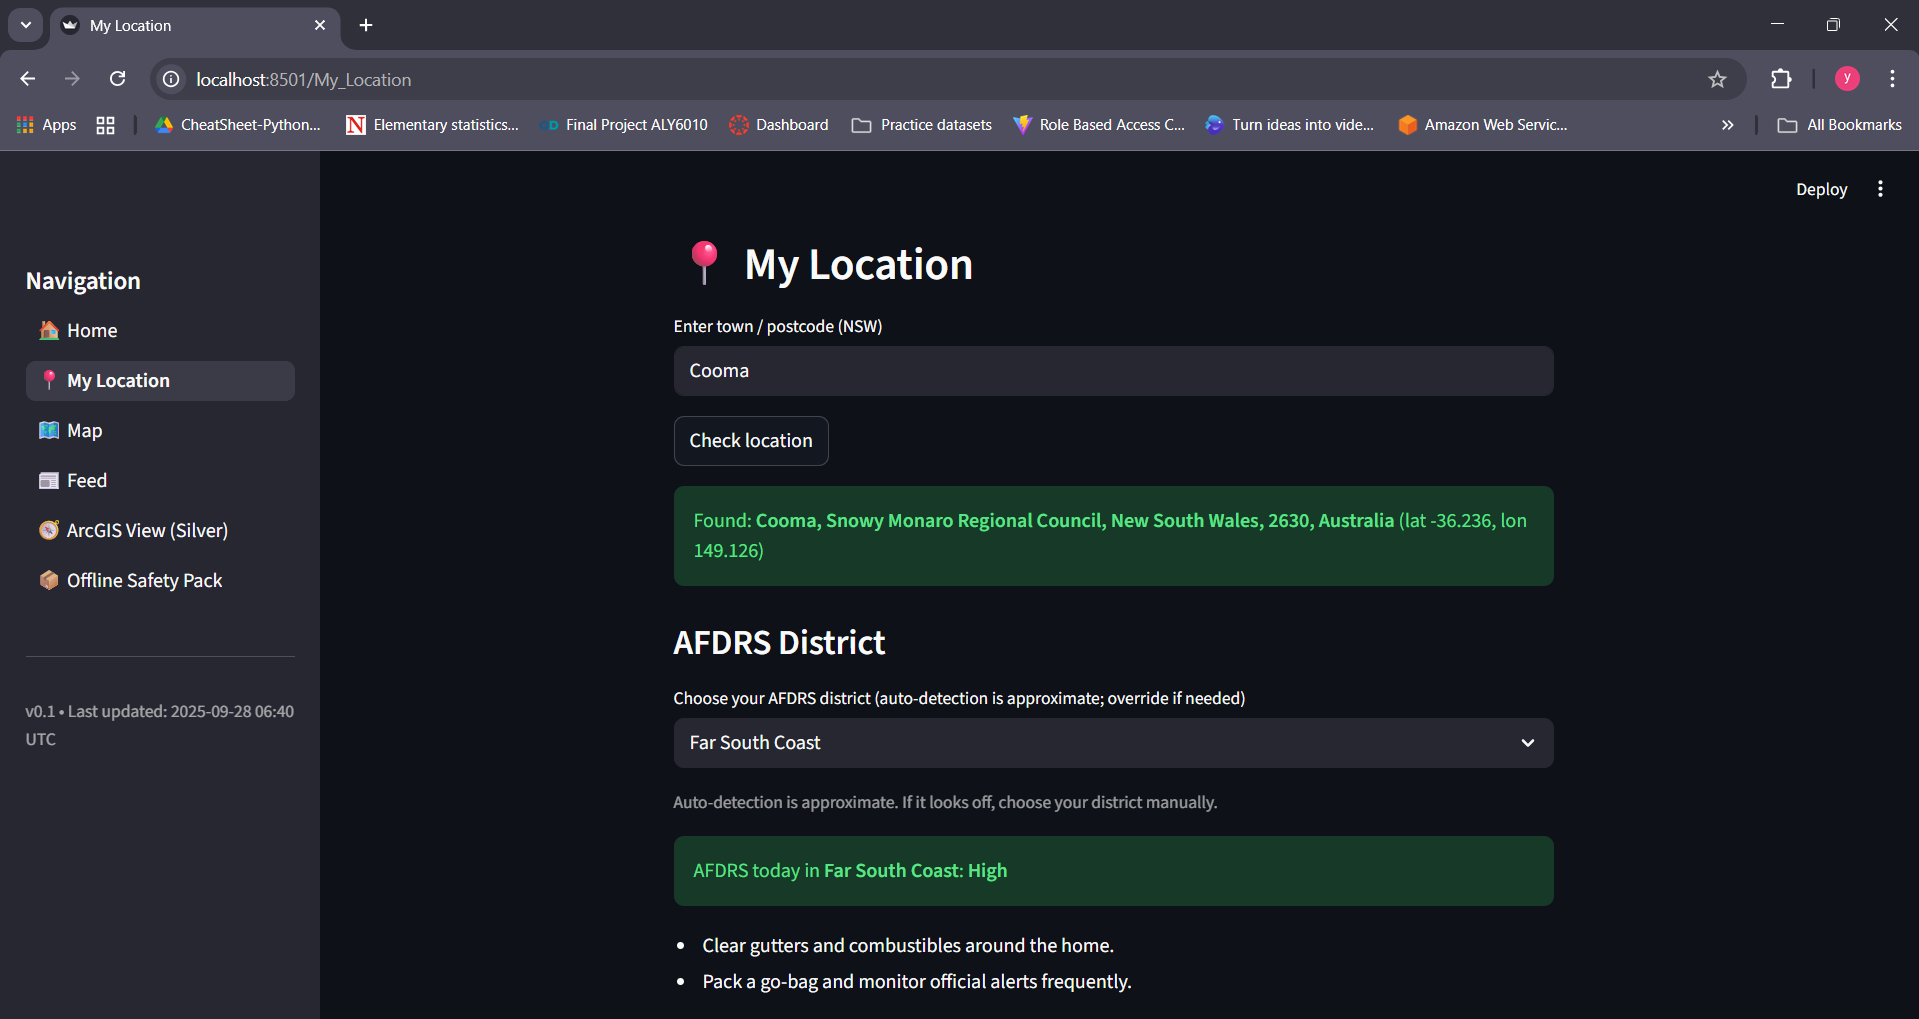 My Location
localhost:8501/My_Location
y
Apps
CheatSheet-Python...
Elementary statistics...
Final Project ALY6010
Dashboard
Practice datasets
Role Based Access C...
Turn ideas into vide...
Amazon Web Servic...
All Bookmarks
Deploy
Navigation
Home
My Location
Map
Feed
ArcGIS View (Silver)
Offline Safety Pack
v0.1 • Last updated: 2025-09-28 06:40
UTC
My Location
Enter town / postcode (NSW)
Cooma
Check location
Found: Cooma, Snowy Monaro Regional Council, New South Wales, 2630, Australia (lat -36.236, lon
149.126)
AFDRS District
Choose your AFDRS district (auto-detection is approximate; override if needed)
Far South Coast
Auto-detection is approximate. If it looks off, choose your district manually.
AFDRS today in Far South Coast: High
• Clear gutters and combustibles around the home.
• Pack a go-bag and monitor official alerts frequently.